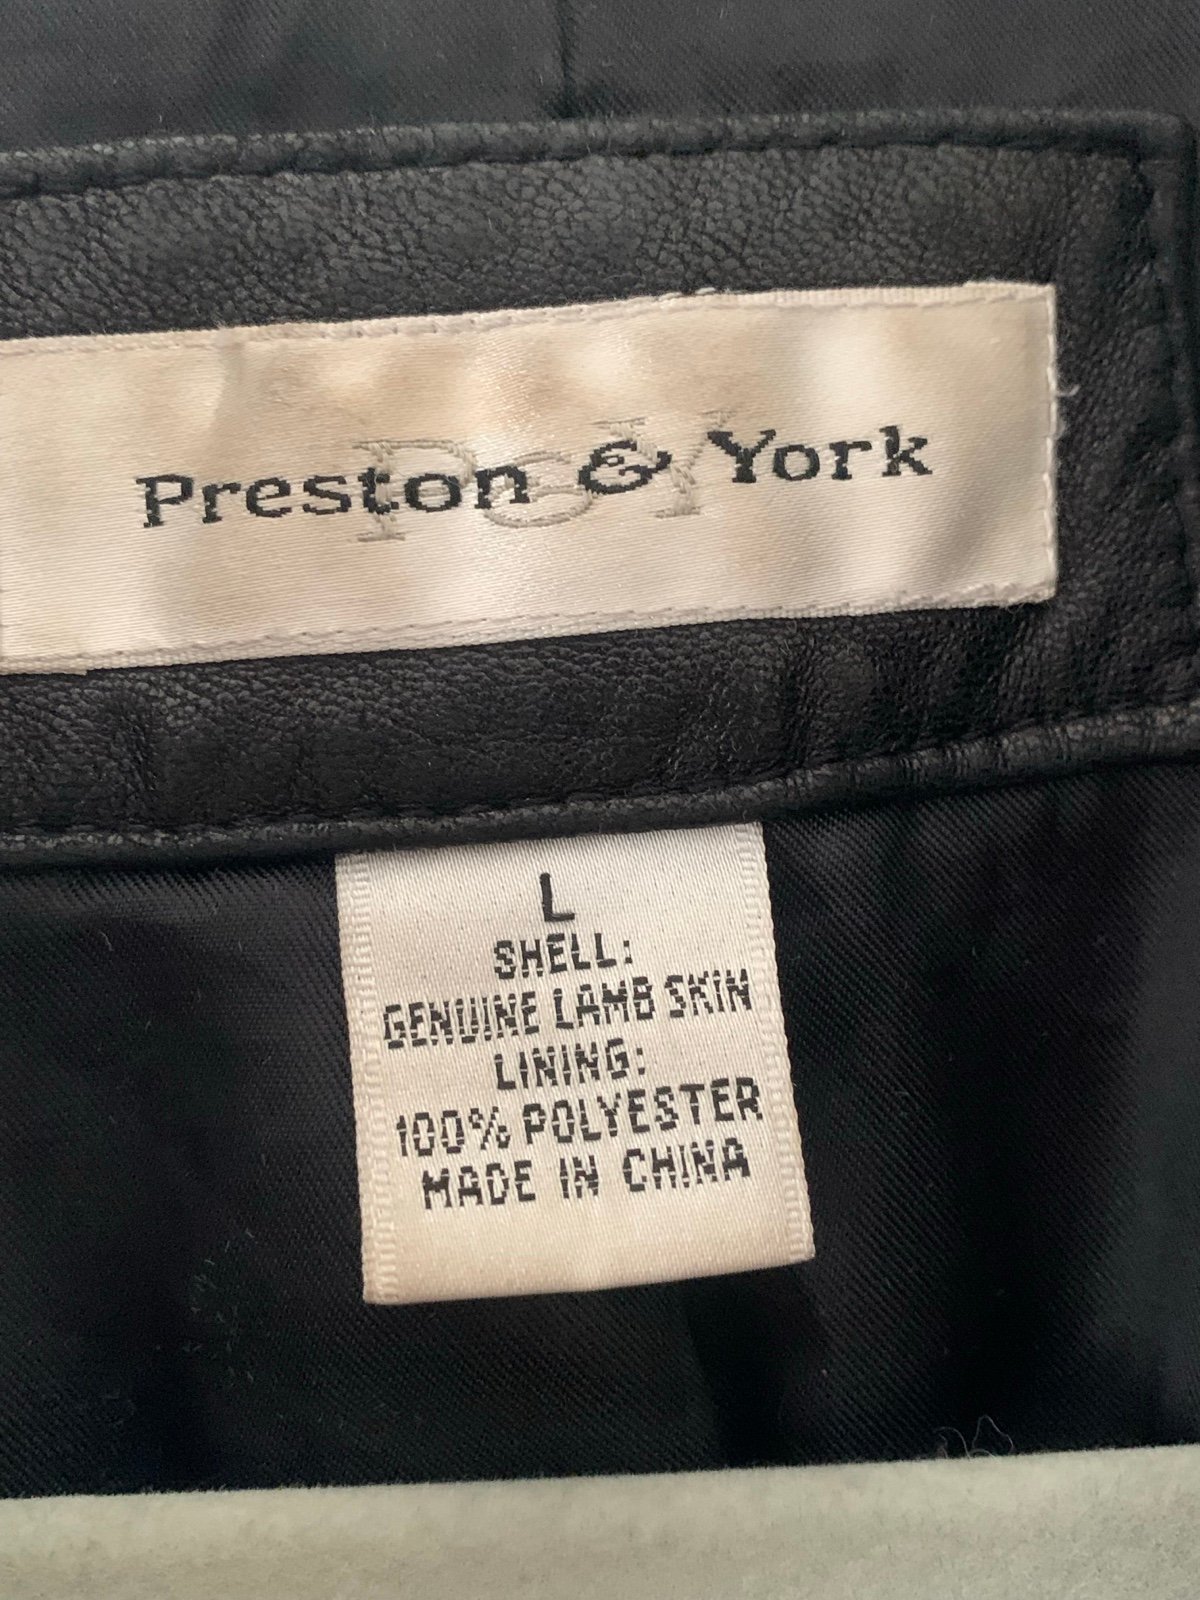 Preston & York
P&Y
L
SHELL:
GENUINE LAMB SKIN
LINING:
100% POLYESTER
MADE IN CHINA